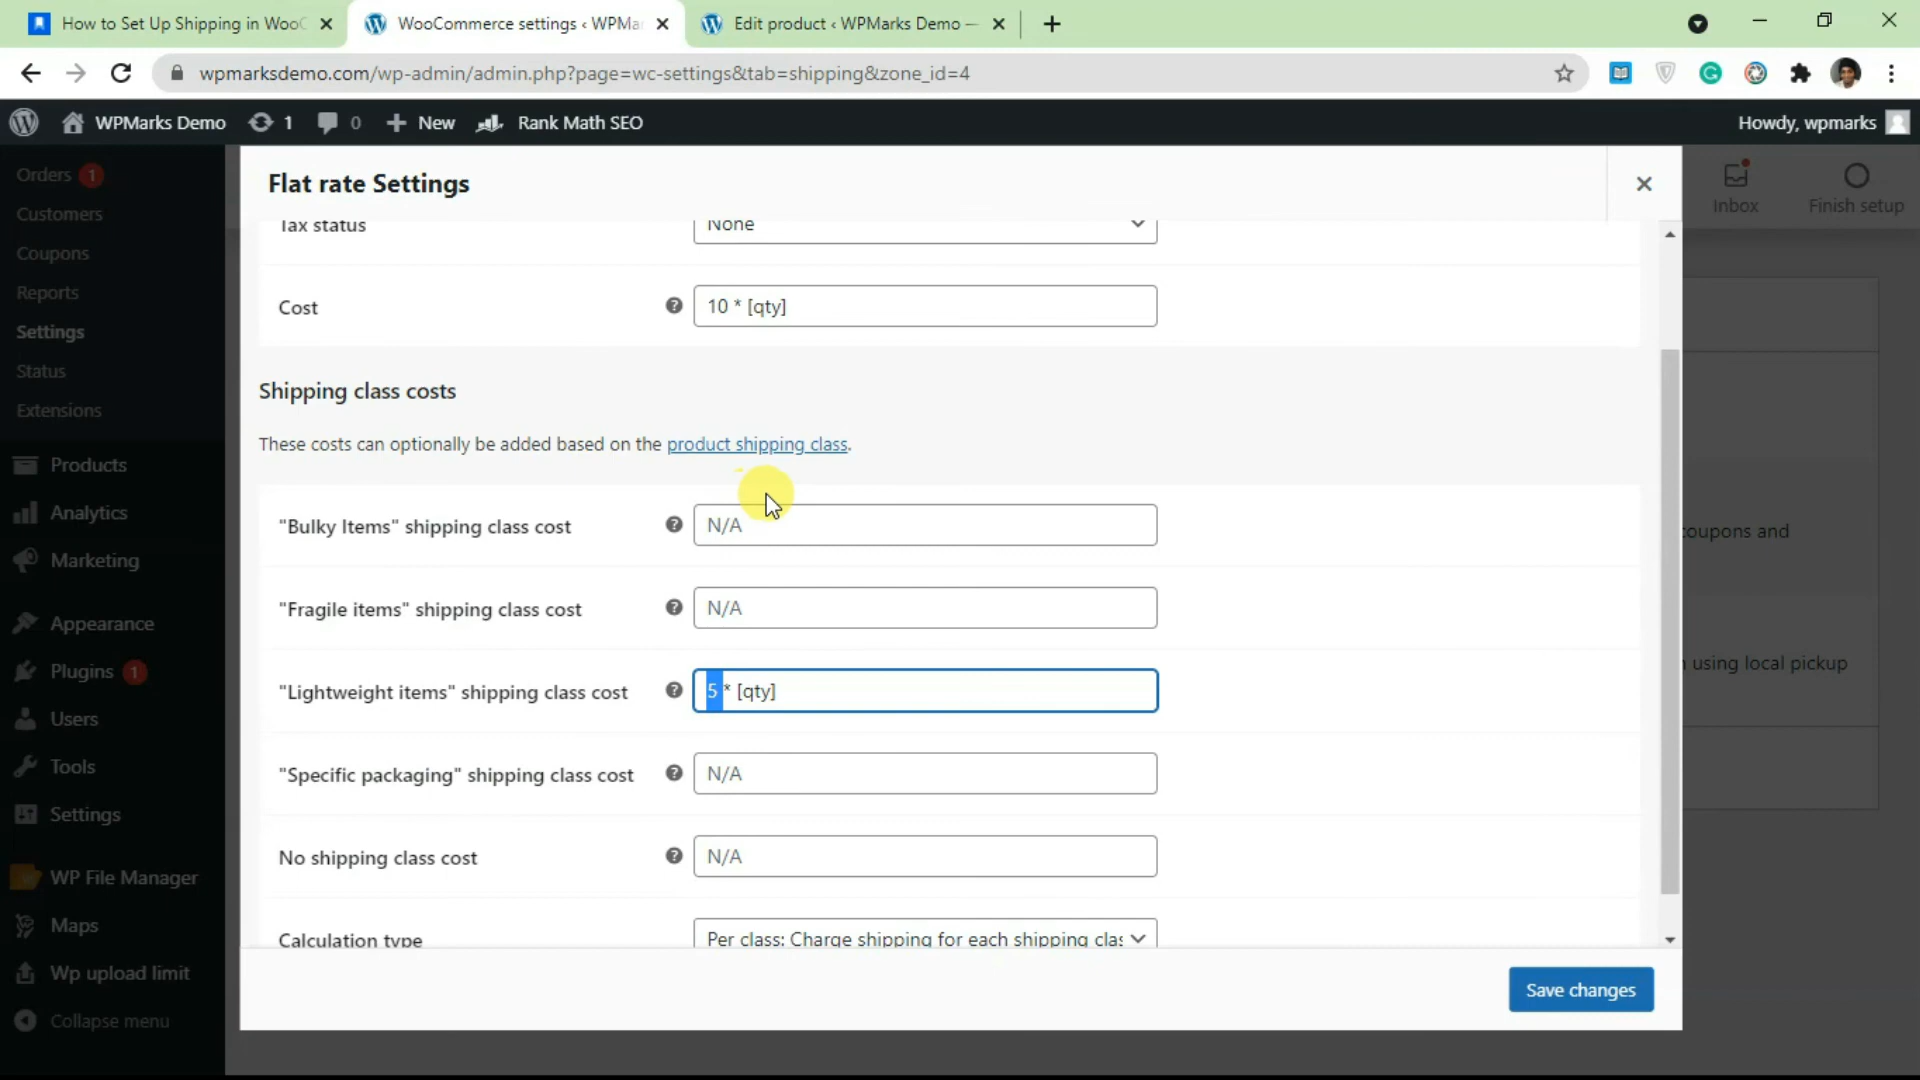 How to Set Up Shipping in WooC
WooCommerce settings ‹ WPMa
Edit product ‹ WPMarks Demo —
wpmarksdemo.com/wp-admin/admin.php?page=wc-settings&tab=shipping&zone_id=4
WPMarks Demo
1
0
New
Rank Math SEO
Howdy, wpmarks
Orders 1
Customers
Coupons
Reports
Settings
Status
Extensions
Products
Analytics
Marketing
Appearance
Plugins 1
Users
Tools
Settings
WP File Manager
Maps
Wp upload limit
Collapse menu
Flat rate Settings
Inbox
Finish setup
Tax status
None
Cost
10 * [qty]
Shipping class costs
These costs can optionally be added based on the product shipping class.
"Bulky Items" shipping class cost
N/A
"Fragile items" shipping class cost
N/A
"Lightweight items" shipping class cost
5 * [qty]
"Specific packaging" shipping class cost
N/A
No shipping class cost
N/A
Calculation type
Per class: Charge shipping for each shipping clas
Save changes
coupons and
using local pickup